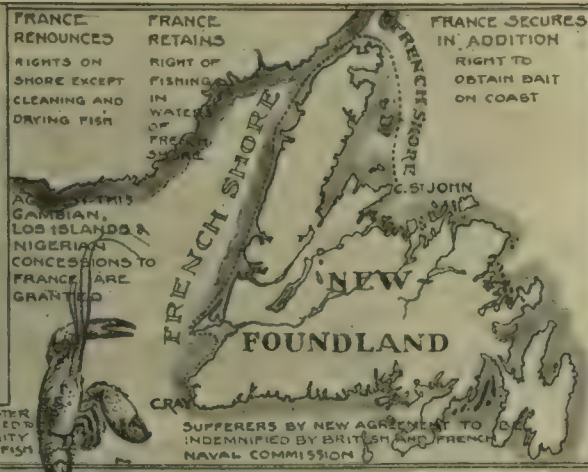 FRANCE
RENOUNCES
RIGHTS ON
SHORE EXCEPT
CLEANING AND
DRYING FISH
FRANCE
RETAINS
RIGHT OF
FISHING
IN
WATERS
OF
FRENCH
SHORE
FRANCE SECURES
IN ADDITION
RIGHT TO
OBTAIN BAIT
ON COAST
THIS
GAMBIAN,
LOS ISLANDS &
NIGERIAN
CONCESSIONS TO
FRANCE ARE
GRANTED
FRENCH SHORE
FRENCH SHORE
C. ST JOHN
NEW
FOUNDLAND
C. RAY
SUFFERERS BY NEW AGREEMENT TO BE
INDEMNIFIED BY BRITISH AND FRENCH
NAVAL COMMISSION
FISH